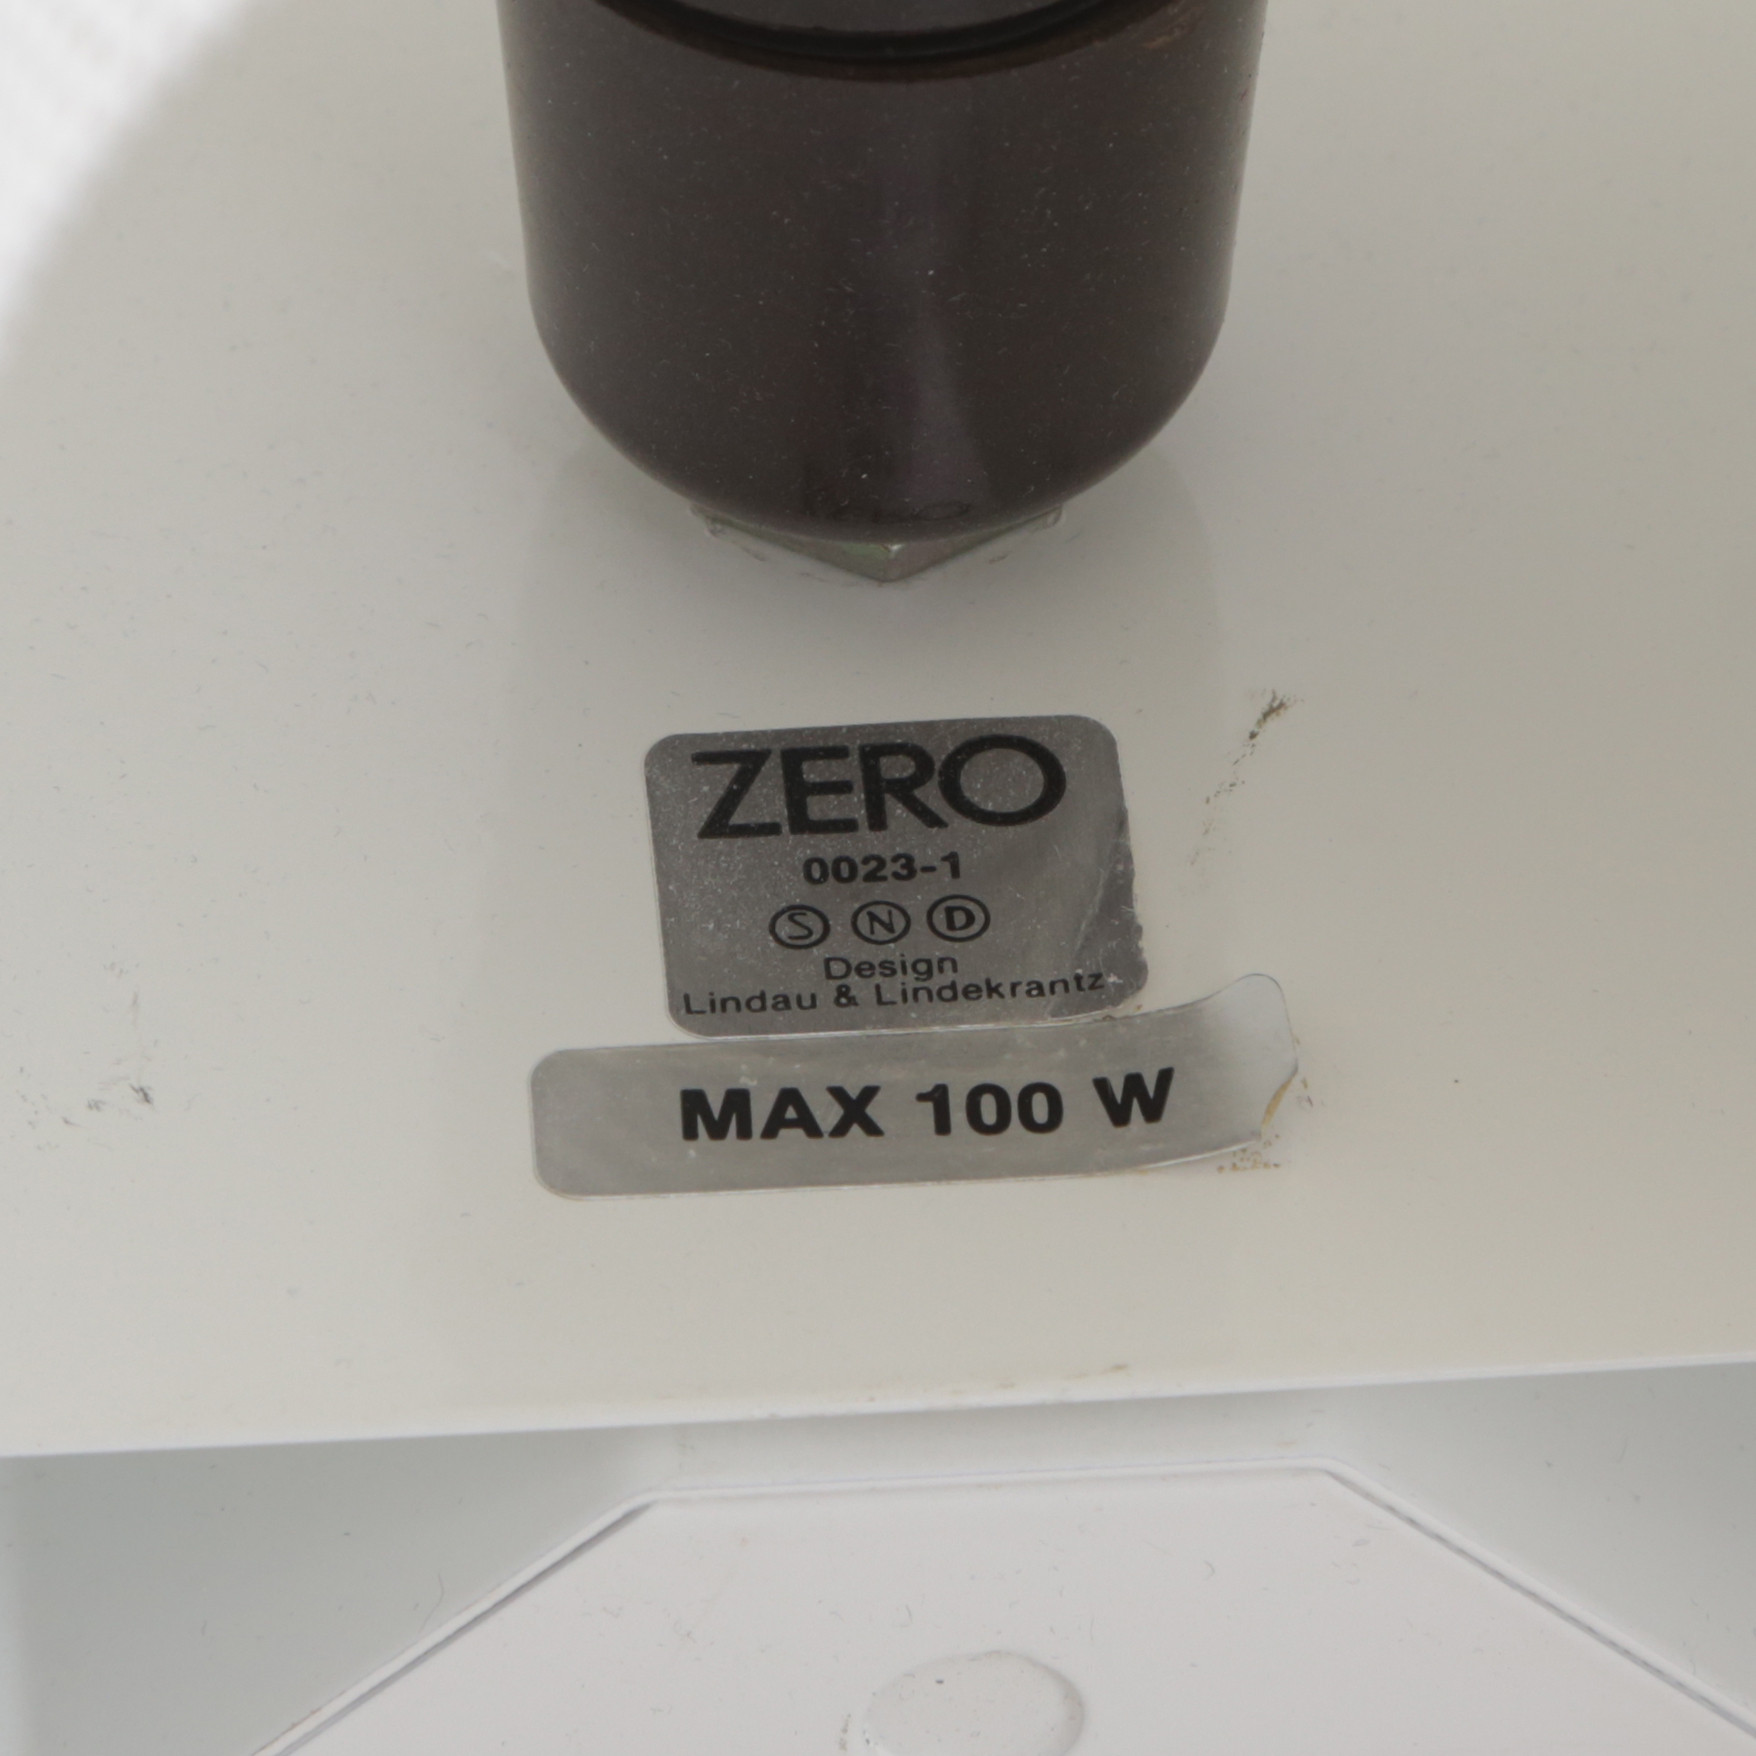 ZERO
0023-1
S N D
Design
Lindau & Lindekrantz
MAX 100 W